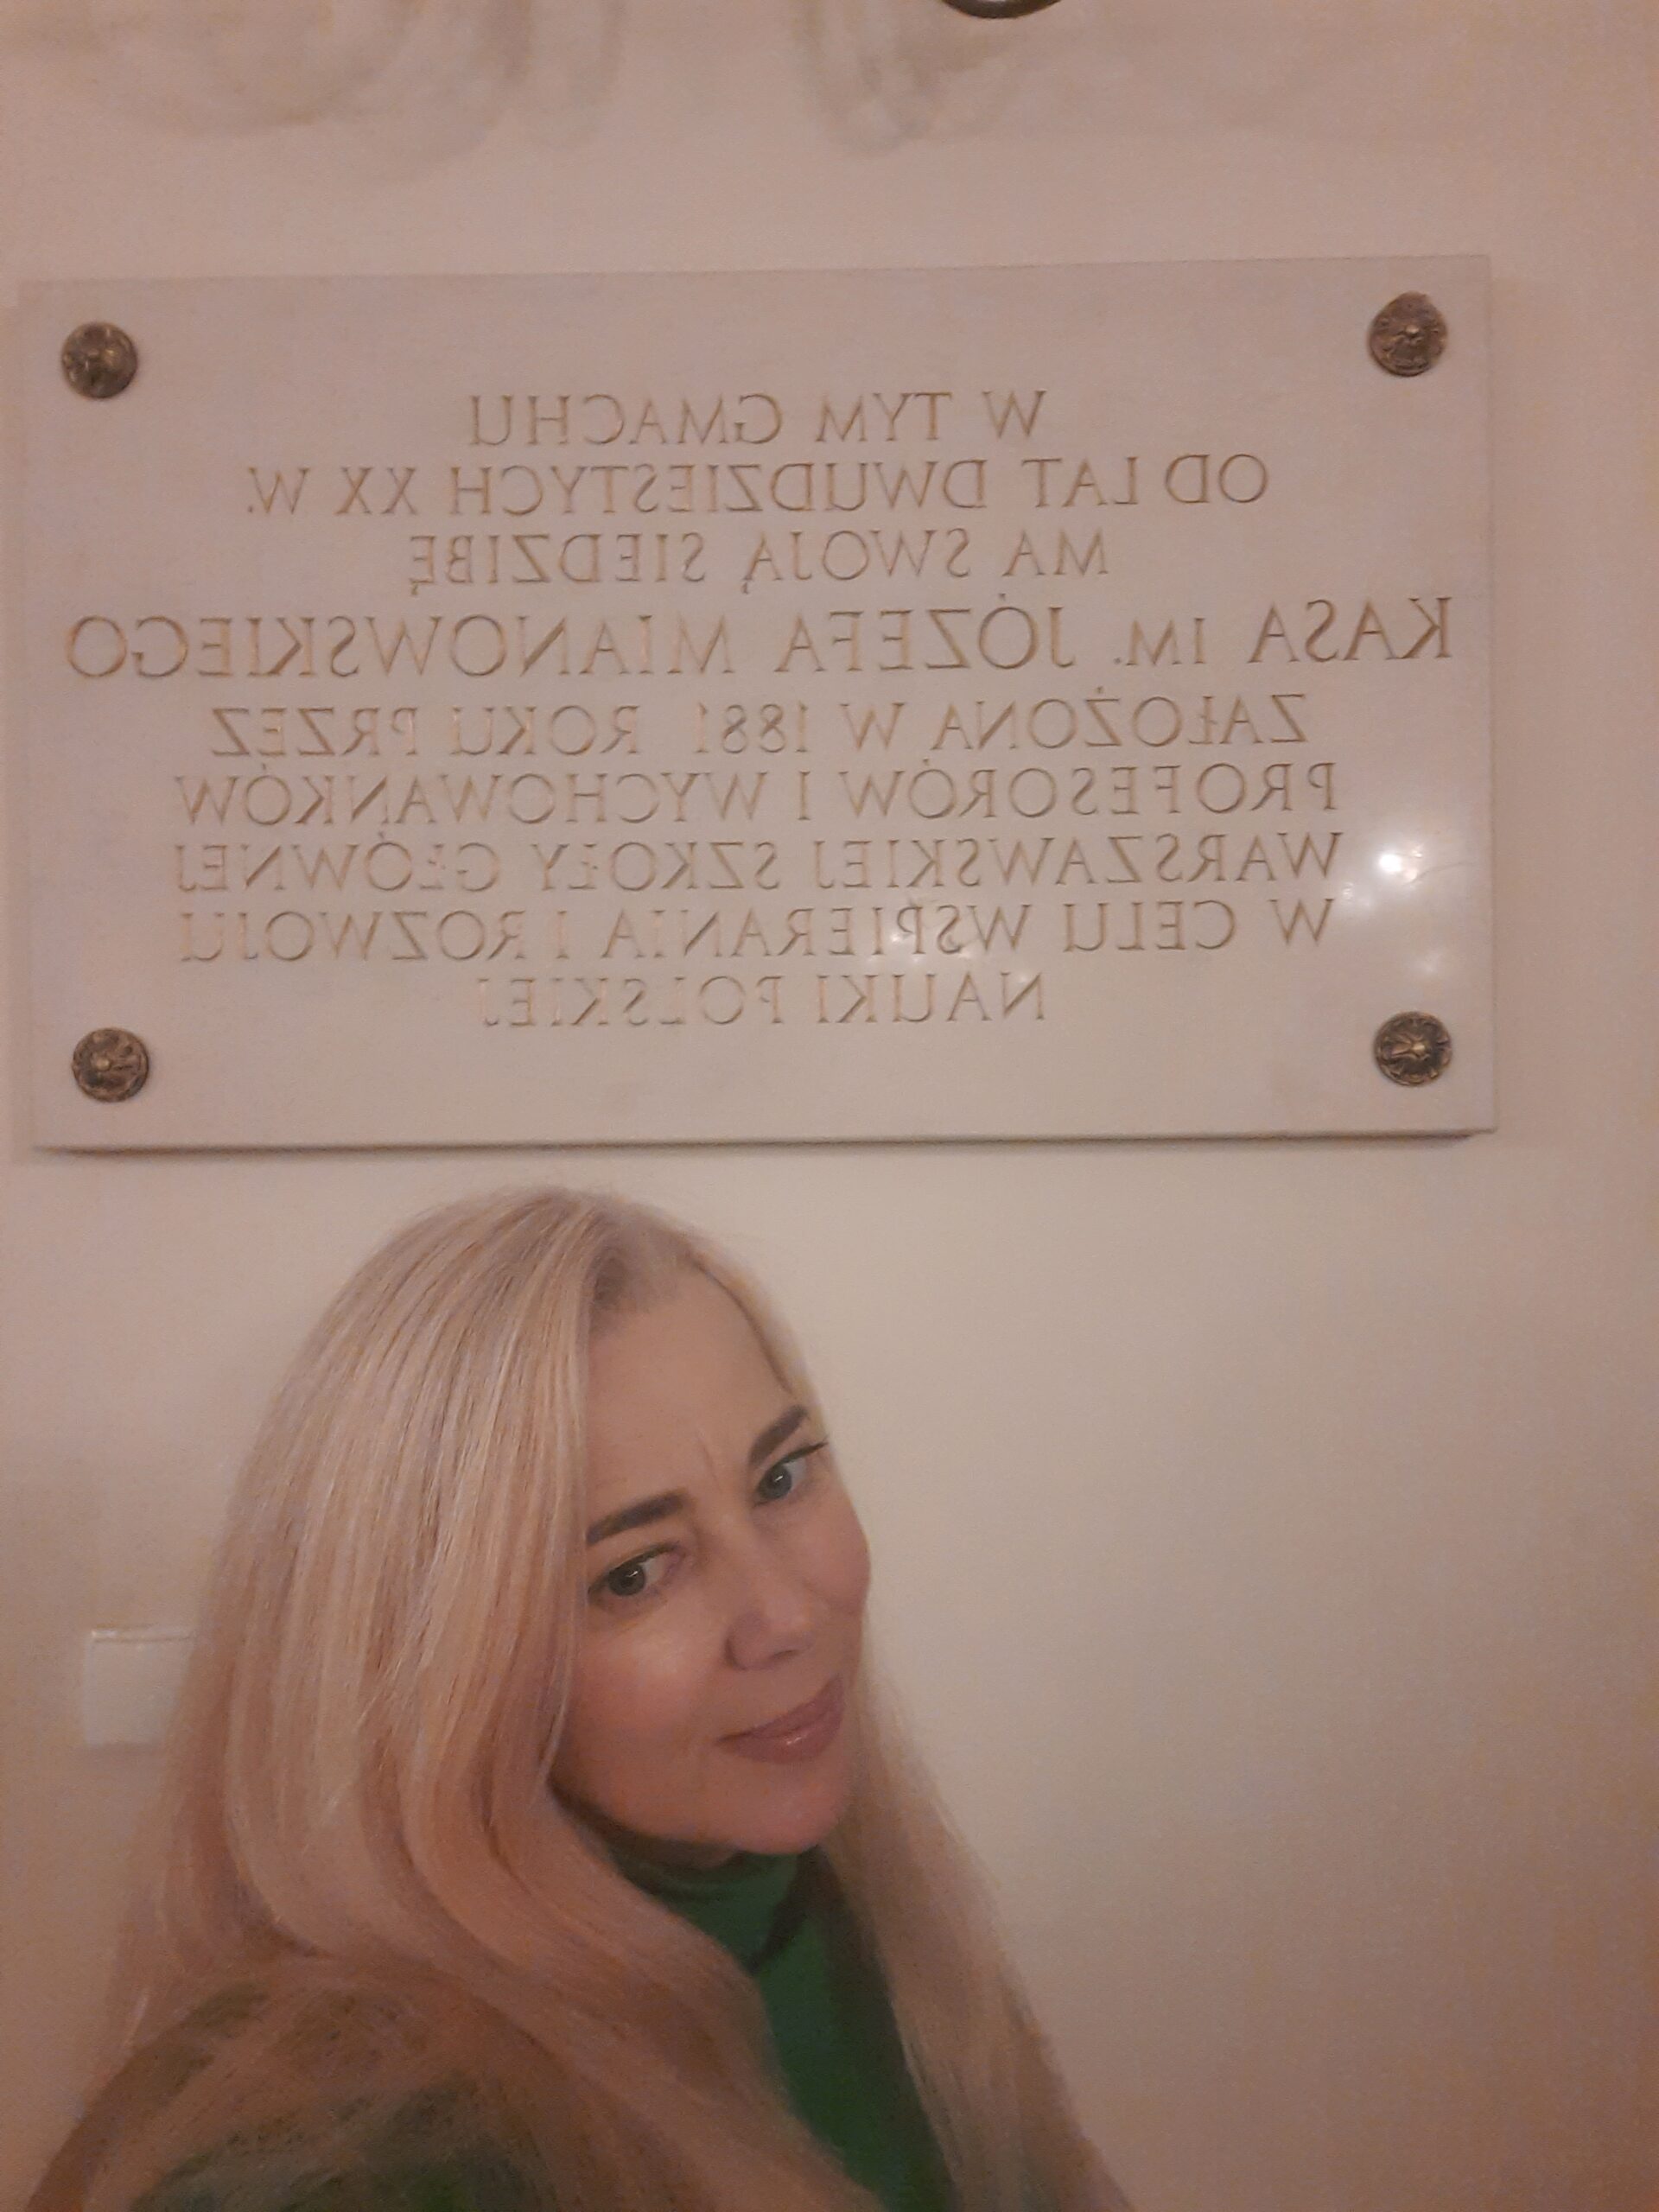 W TYM GMACHU
OD LAT DWUDZIESTYCH XX W.
MA SWOJĄ SIEDZIBĘ
KASA IM. JÓZEFA MIANOWSKIEGO
ZAŁOŻONA W 1881 ROKU PRZEZ
PROFESORÓW I WYCHOWANKÓW
WARSZAWSKIEJ SZKOŁY GŁÓWNEJ
W CELU WSPIERANIA I ROZWOJU
NAUKI POLSKIEJ